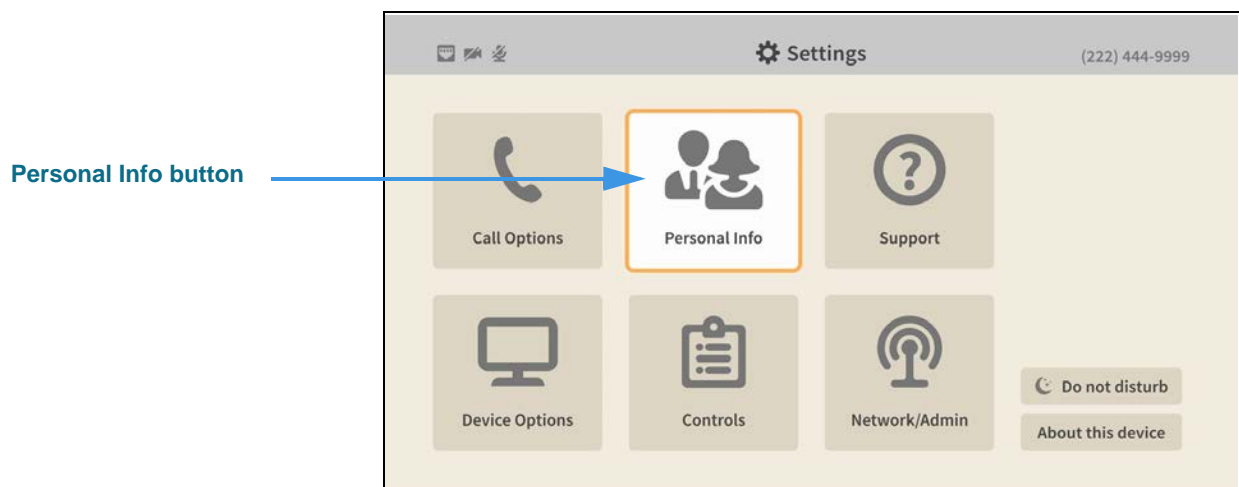 Settings
(222) 444-9999
Personal Info button
Call Options
Personal Info
Support
Device Options
Controls
Network/Admin
Do not disturb
About this device